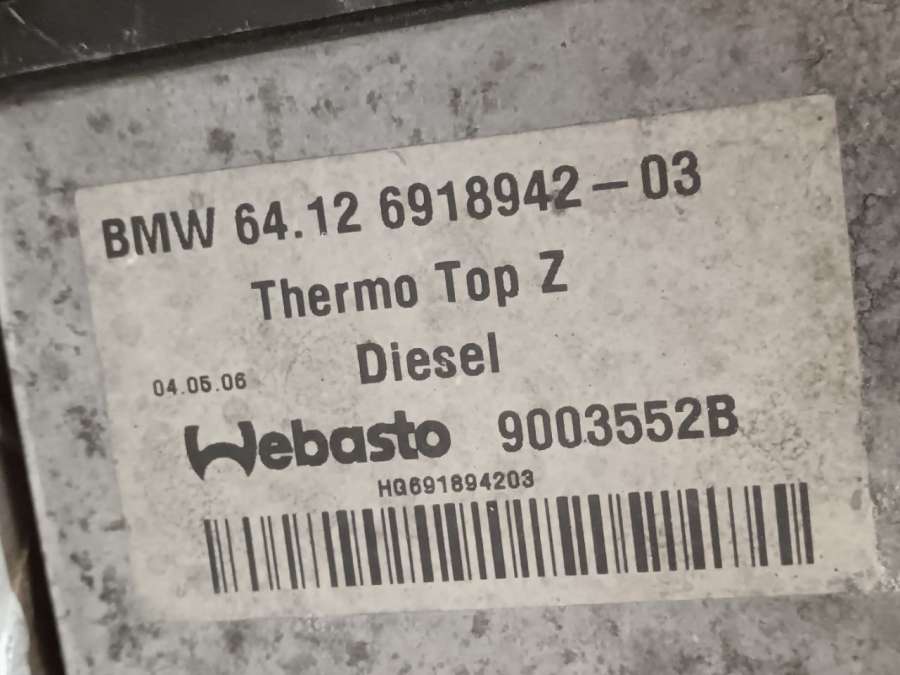 BMW 64.12 6918942-03
Thermo Top Z
Diesel
04.05.06
Webasto 9003552B
HQ691894203